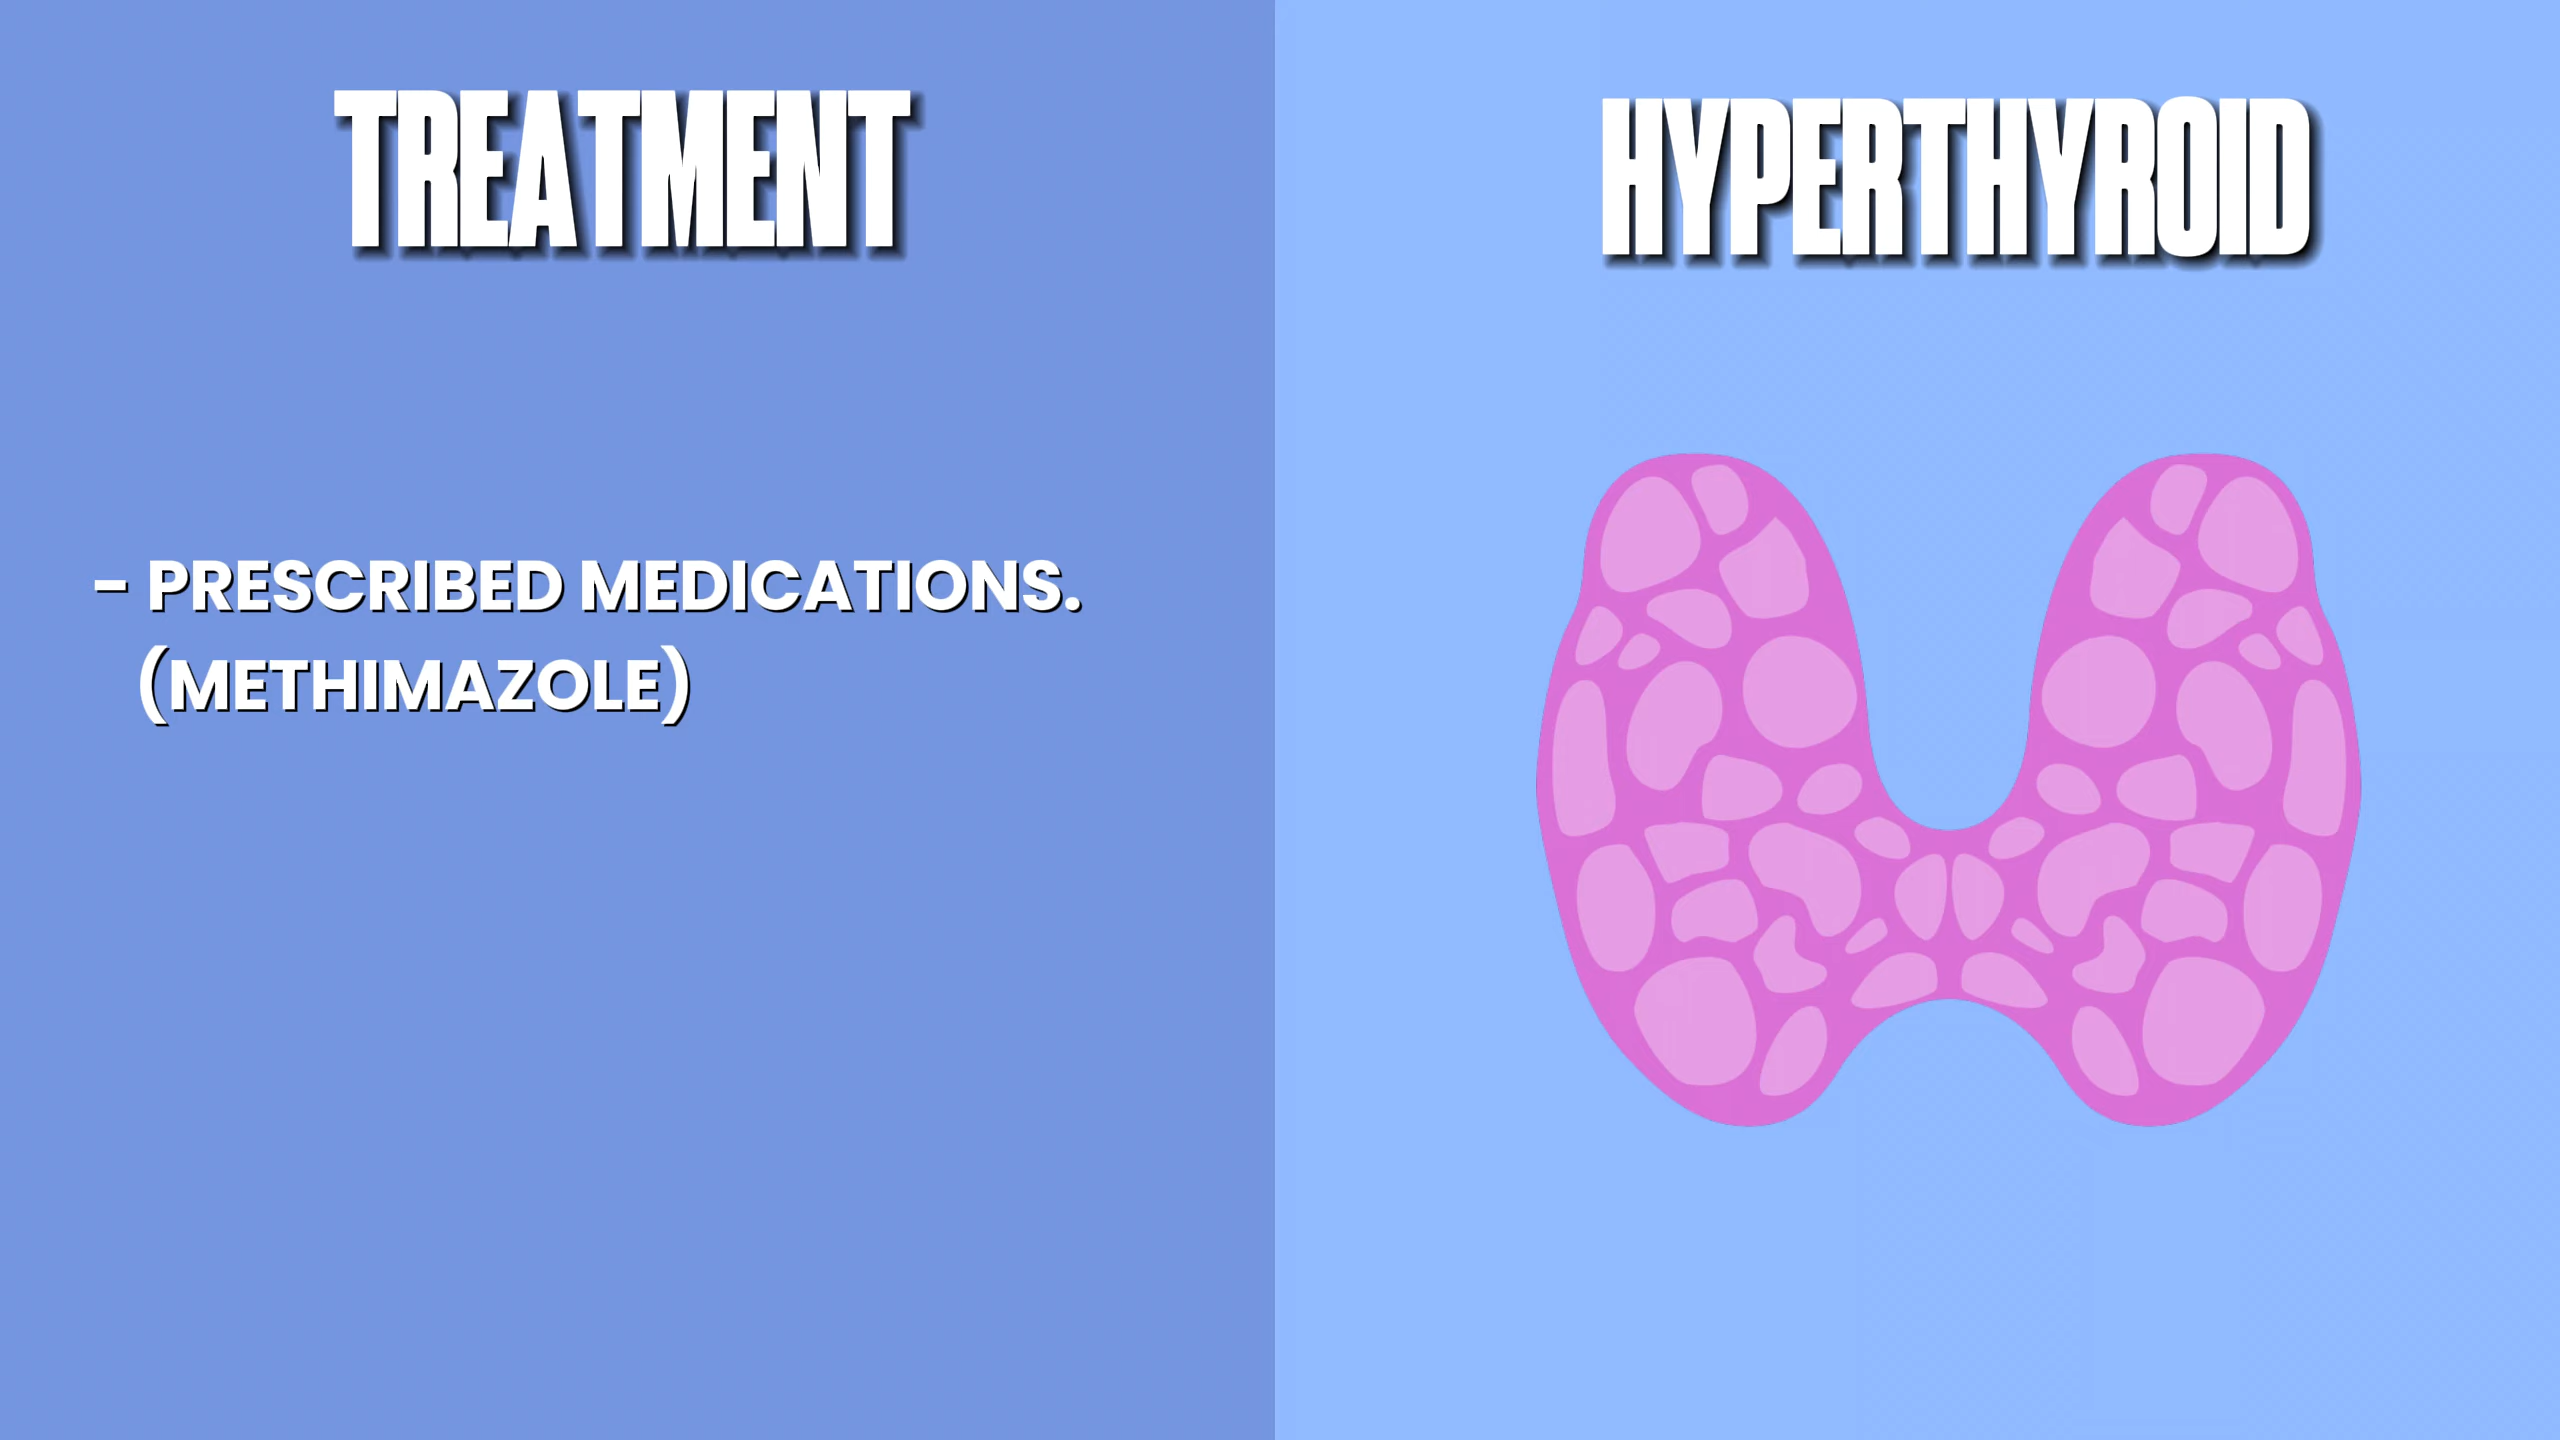 TREATMENT
HYPERTHYROID
- PRESCRIBED MEDICATIONS.
(METHIMAZOLE)